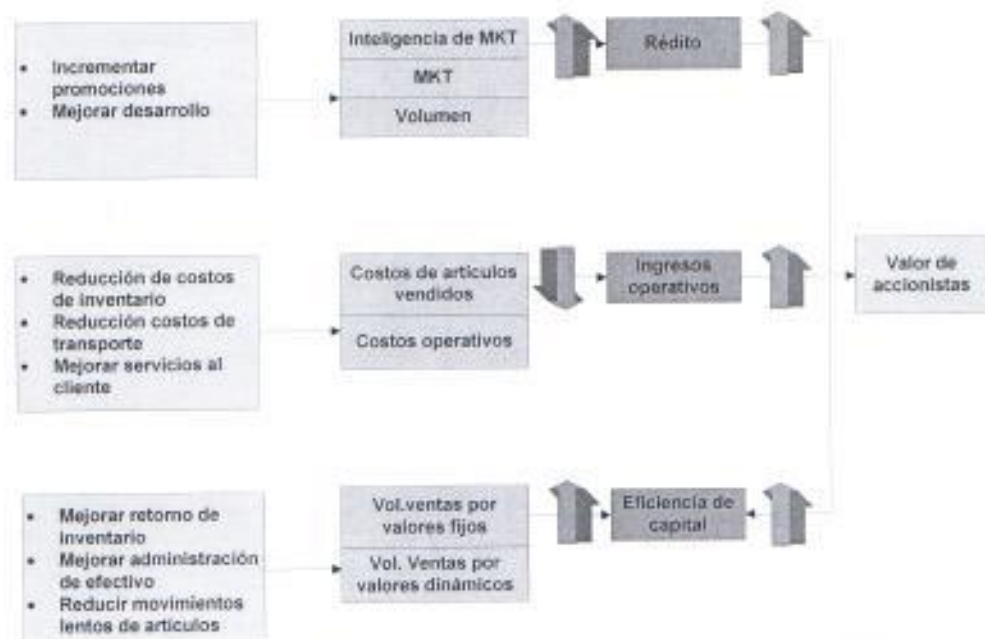 • Incrementar
promociones
• Mejorar desarrollo
Inteligencia de MKT
MKT
Volumen
Rédito
• Reducción de costos
de inventario
• Reducción costos de
transporte
• Mejorar servicios al
cliente
Costos de artículos
vendidos
Costos operativos
Ingresos
operativos
Valor de
accionistas
• Mejorar retorno de
inventario
• Mejorar administración
de efectivo
• Reducir movimientos
lentos de artículos
Vol.ventas por
valores fijos
Vol. Ventas por
valores dinámicos
Eficiencia de
capital